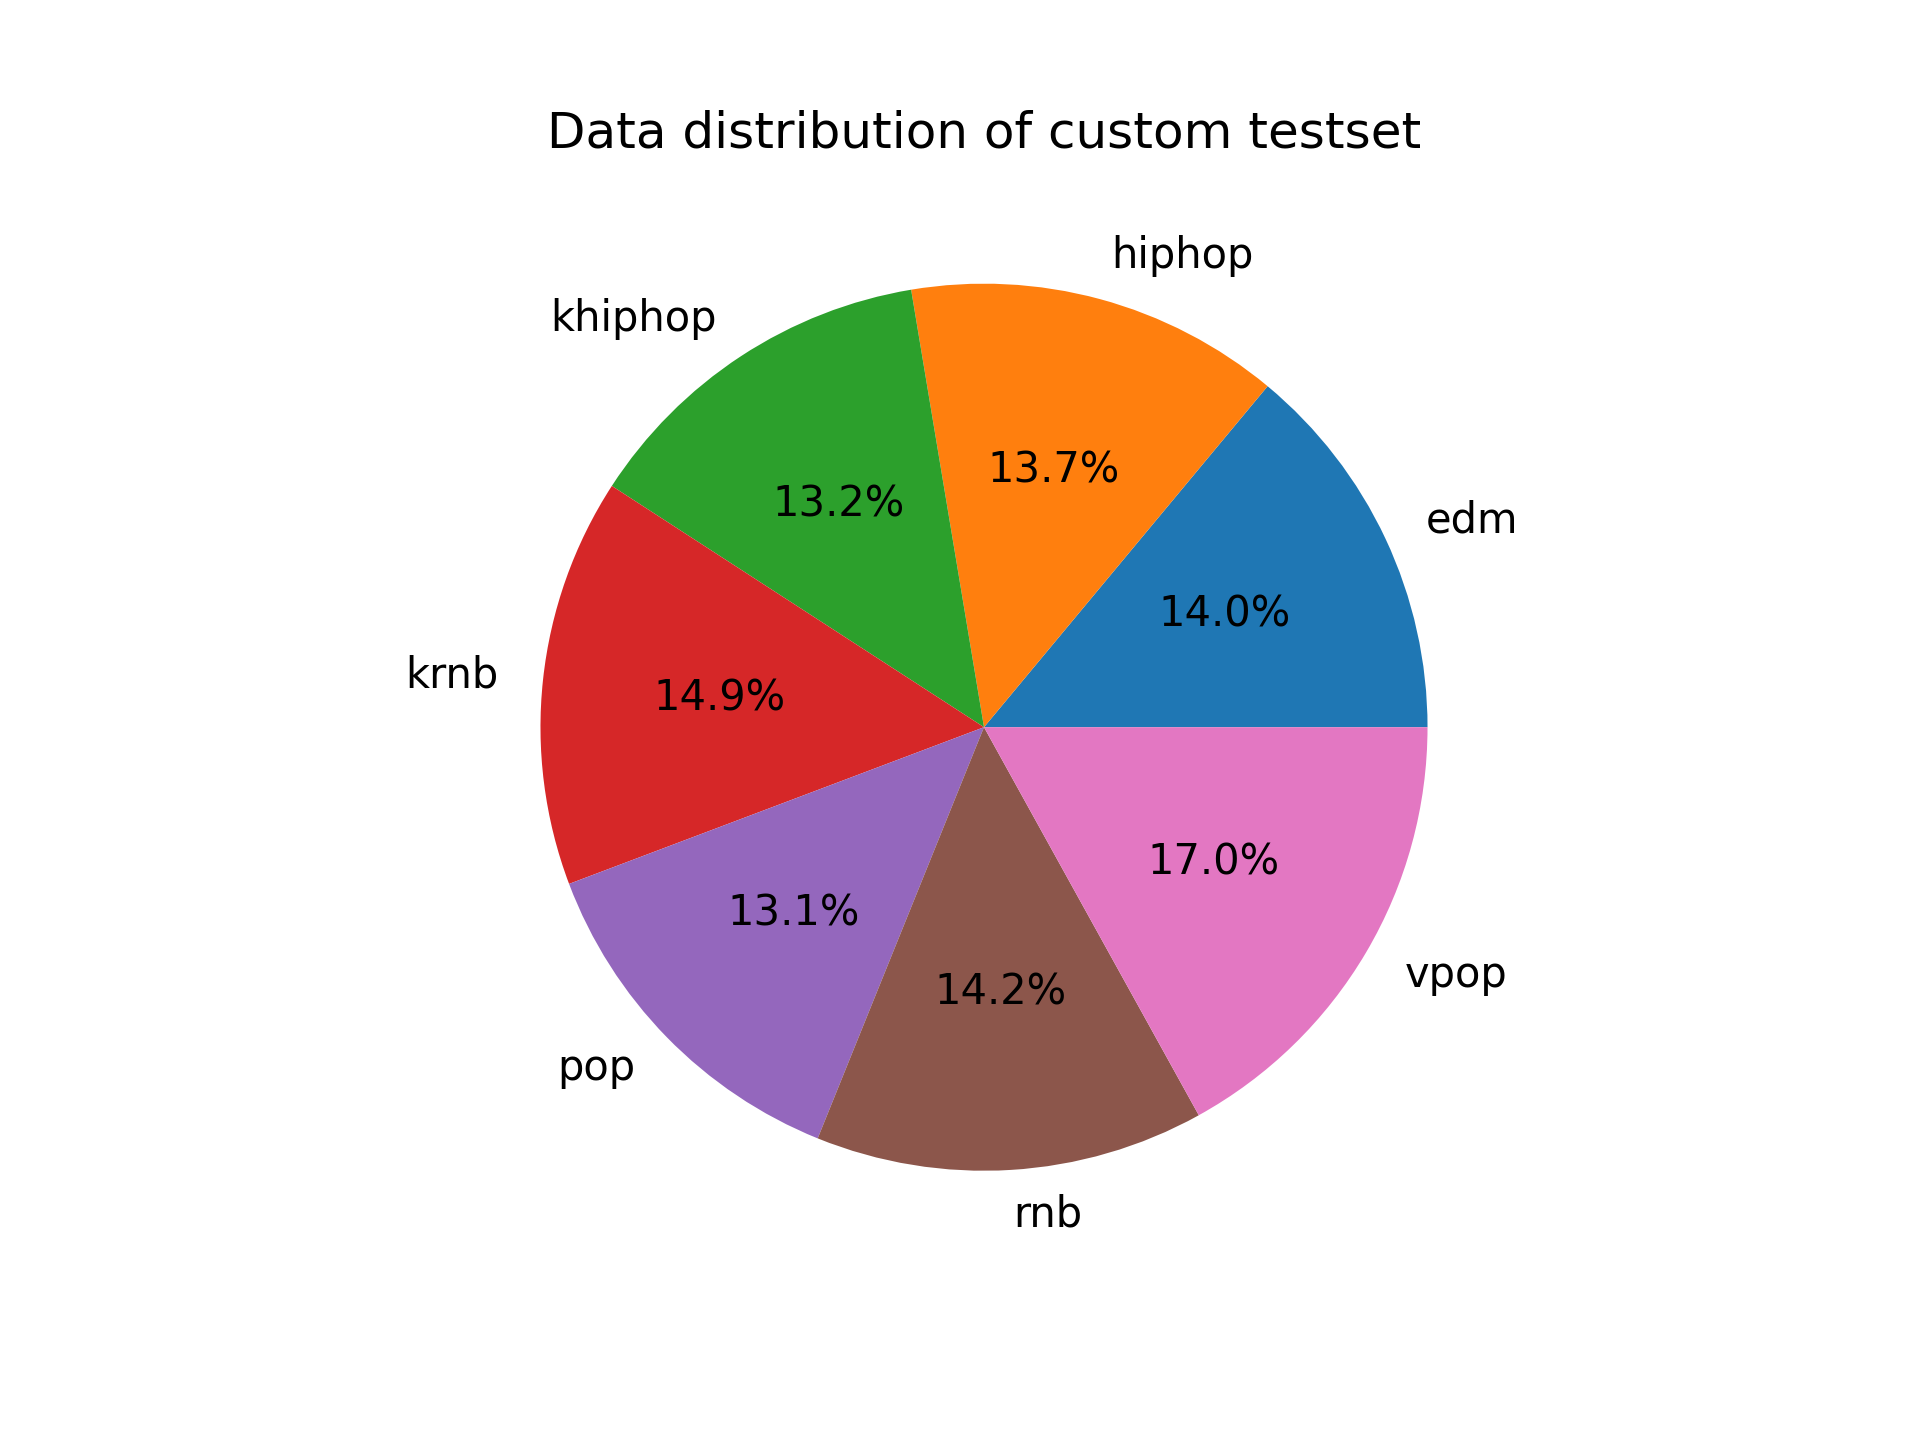 Data distribution of custom testset
hiphop
khiphop
13.7%
13.2%
edm
14.0%
krnb
14.9%
17.0%
13.1%
vpop
14.2%
pop
rnb